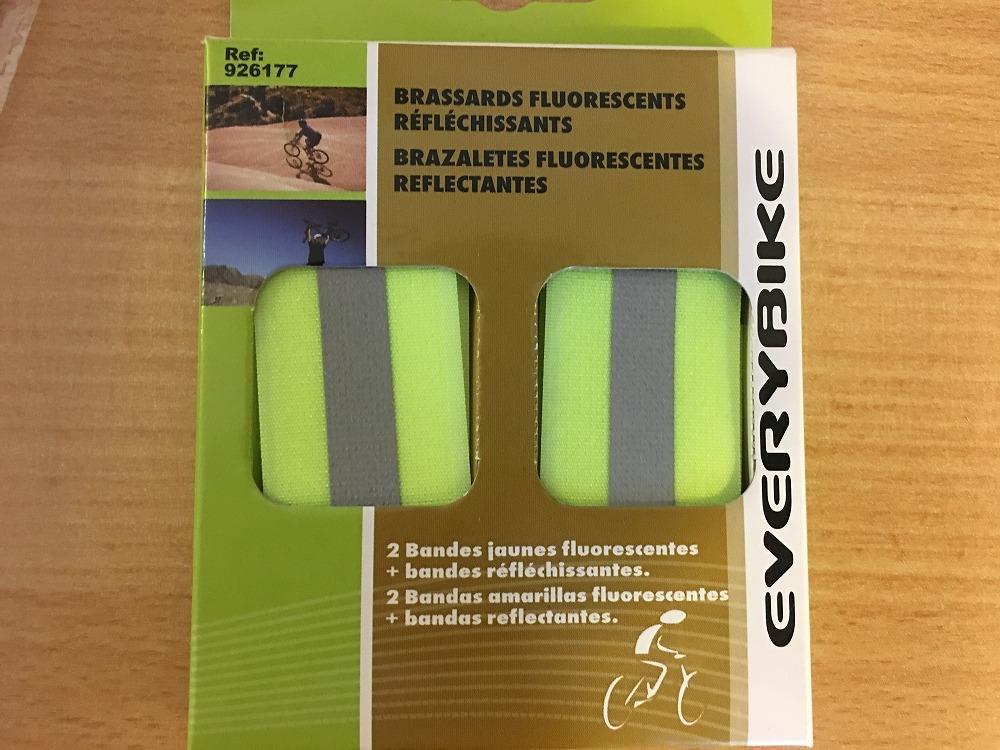 Ref:
926177
BRASSARDS FLUORESCENTS
RÉFLÉCHISSANTS
BRAZALETES FLUORESCENTES
REFLECTANTES
EVERYBIKE
2 Bandes jaunes fluorescentes
+ bandes réfléchissantes.
2 Bandas amarillas fluorescentes
+ bandas reflectantes.